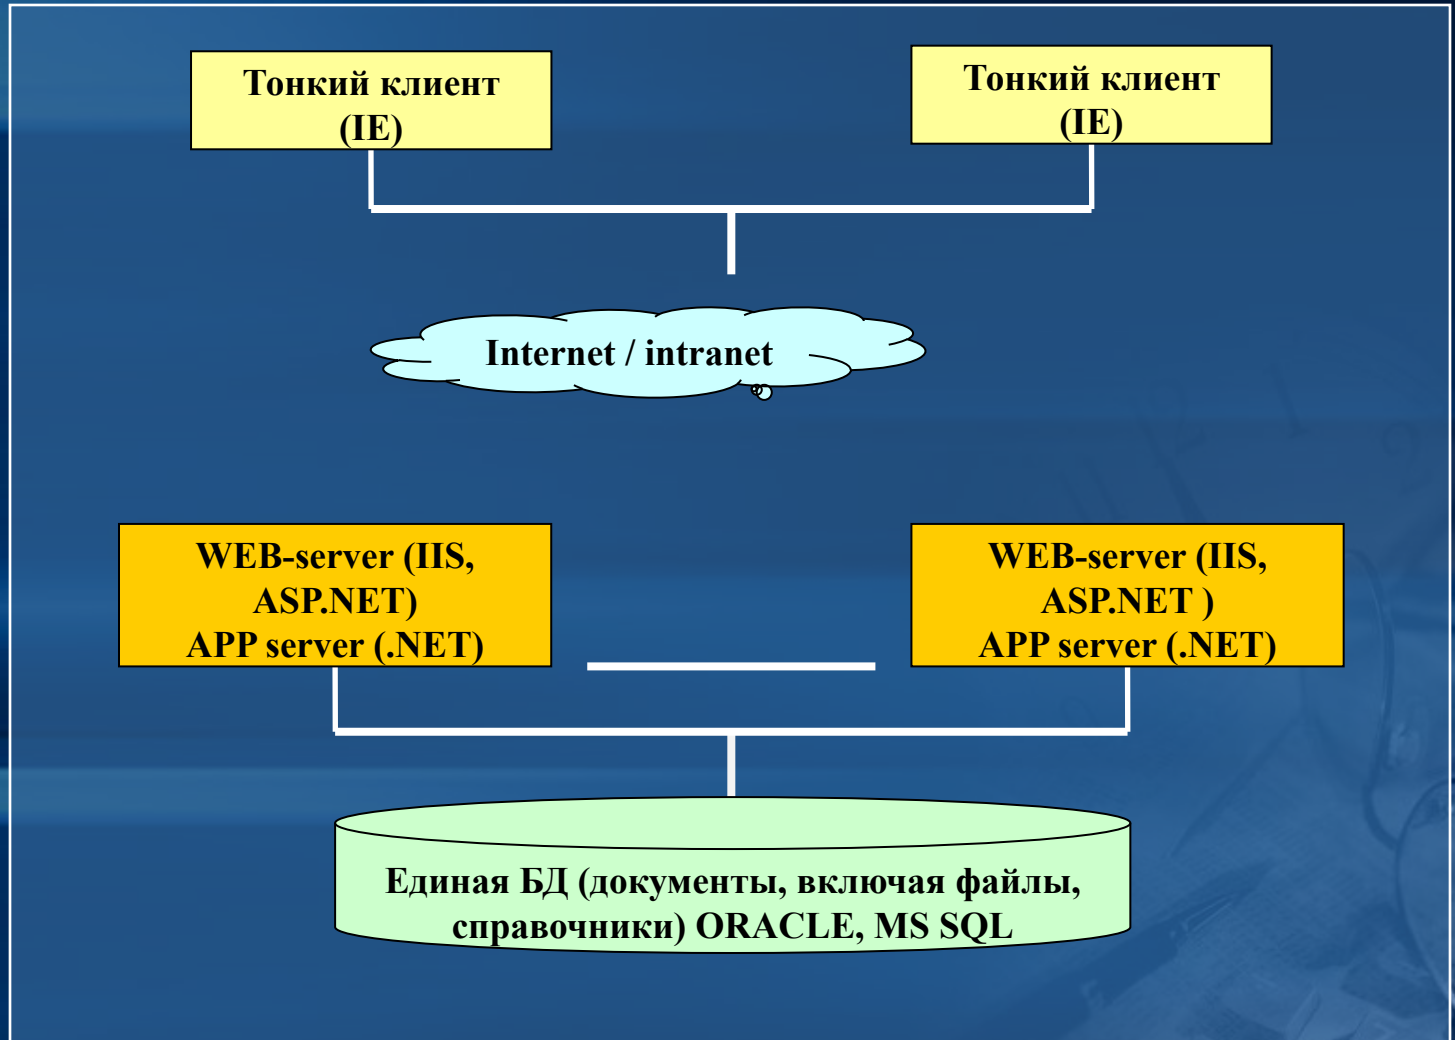 Тонкий клиент
(IE)
Тонкий клиент
(IE)
Internet / intranet
WEB-server (IIS,
ASP.NET)
APP server (.NET)
WEB-server (IIS,
ASP.NET )
APP server (.NET)
Единая БД (документы, включая файлы,
справочники) ORACLE, MS SQL